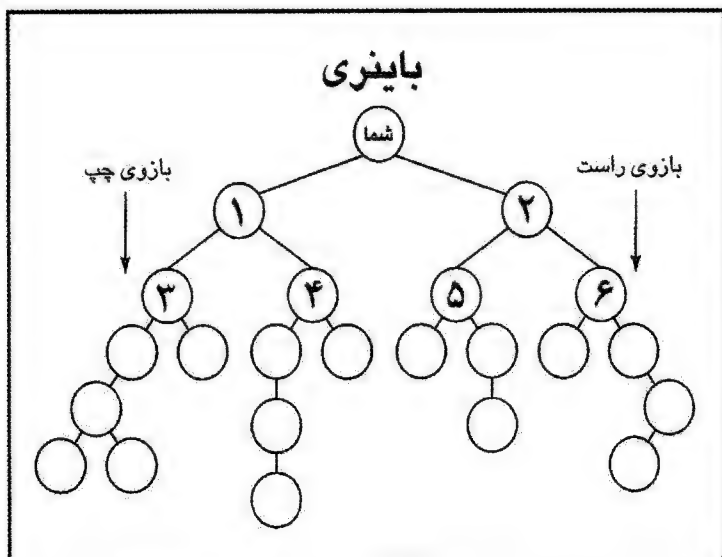 باینری
شما
بازوی چپ
بازوی راست
۱
۲
۳
۴
۵
۶